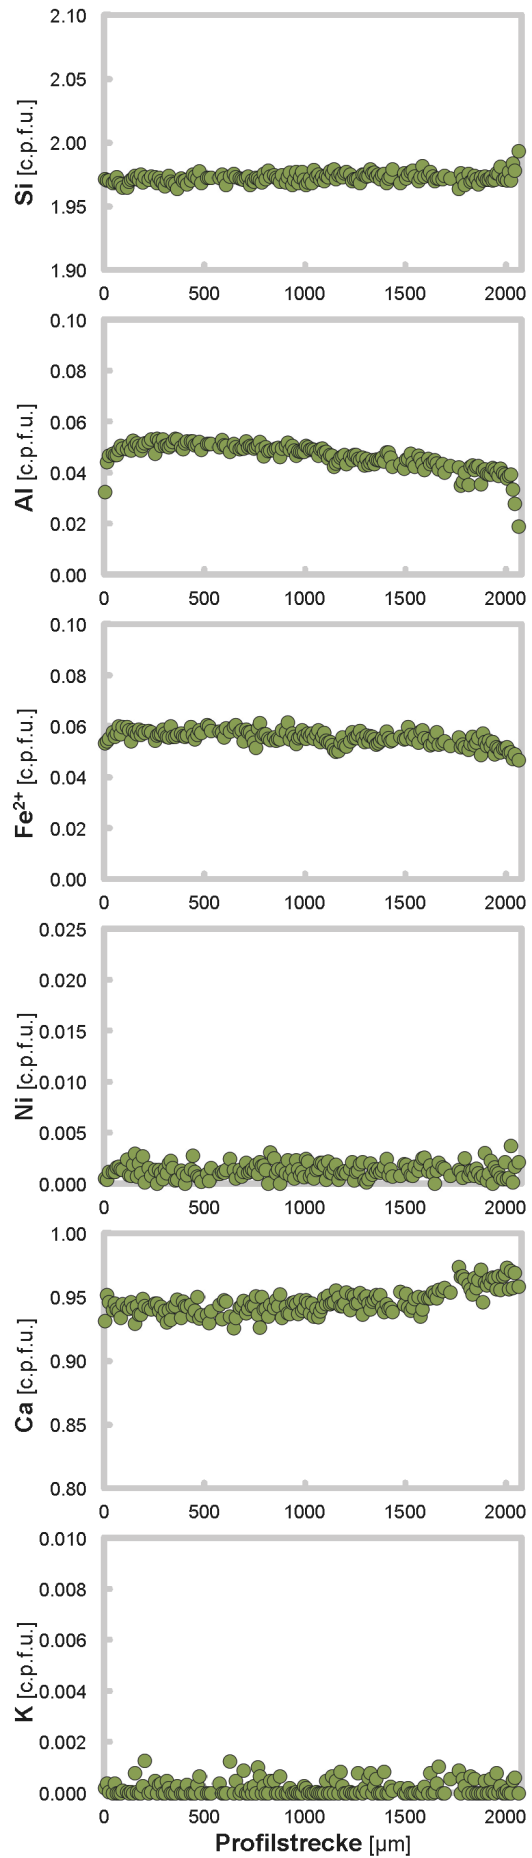 2.10
2.05
2.00
1.95
1.90
Si [c.p.f.u.]
0 500 1000 1500 2000
0.10
0.08
0.06
0.04
0.02
0.00
Al [c.p.f.u.]
0 500 1000 1500 2000
0.10
0.08
0.06
0.04
0.02
0.00
Fe²⁺ [c.p.f.u.]
0 500 1000 1500 2000
0.025
0.020
0.015
0.010
0.005
0.000
Ni [c.p.f.u.]
0 500 1000 1500 2000
1.00
0.95
0.90
0.85
0.80
Ca [c.p.f.u.]
0 500 1000 1500 2000
0.010
0.008
0.006
0.004
0.002
0.000
K [c.p.f.u.]
0 500 1000 1500 2000
Profilstrecke [µm]